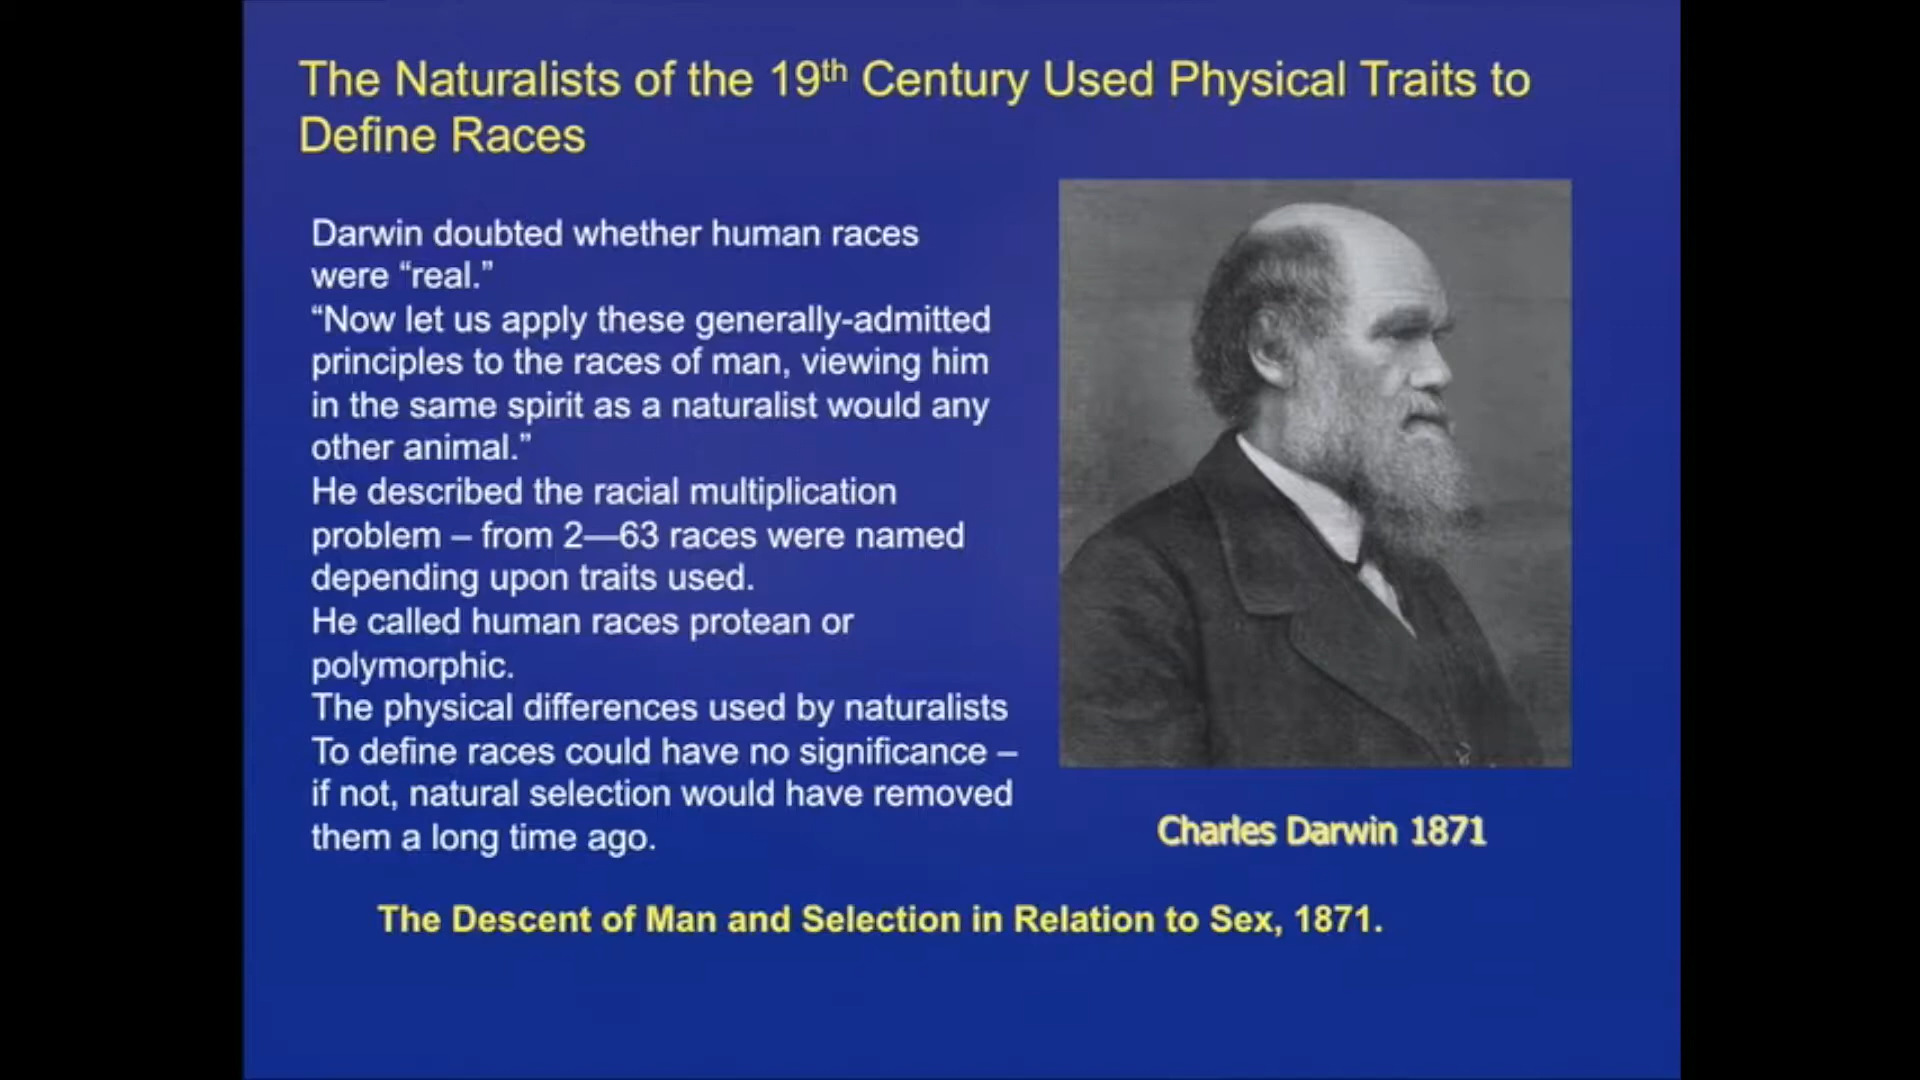 The Naturalists of the 19th Century Used Physical Traits to
Define Races
Darwin doubted whether human races
were “real.”
“Now let us apply these generally-admitted
principles to the races of man, viewing him
in the same spirit as a naturalist would any
other animal.”
He described the racial multiplication
problem – from 2—63 races were named
depending upon traits used.
He called human races protean or
polymorphic.
The physical differences used by naturalists
To define races could have no significance –
if not, natural selection would have removed
them a long time ago.
Charles Darwin 1871
The Descent of Man and Selection in Relation to Sex, 1871.